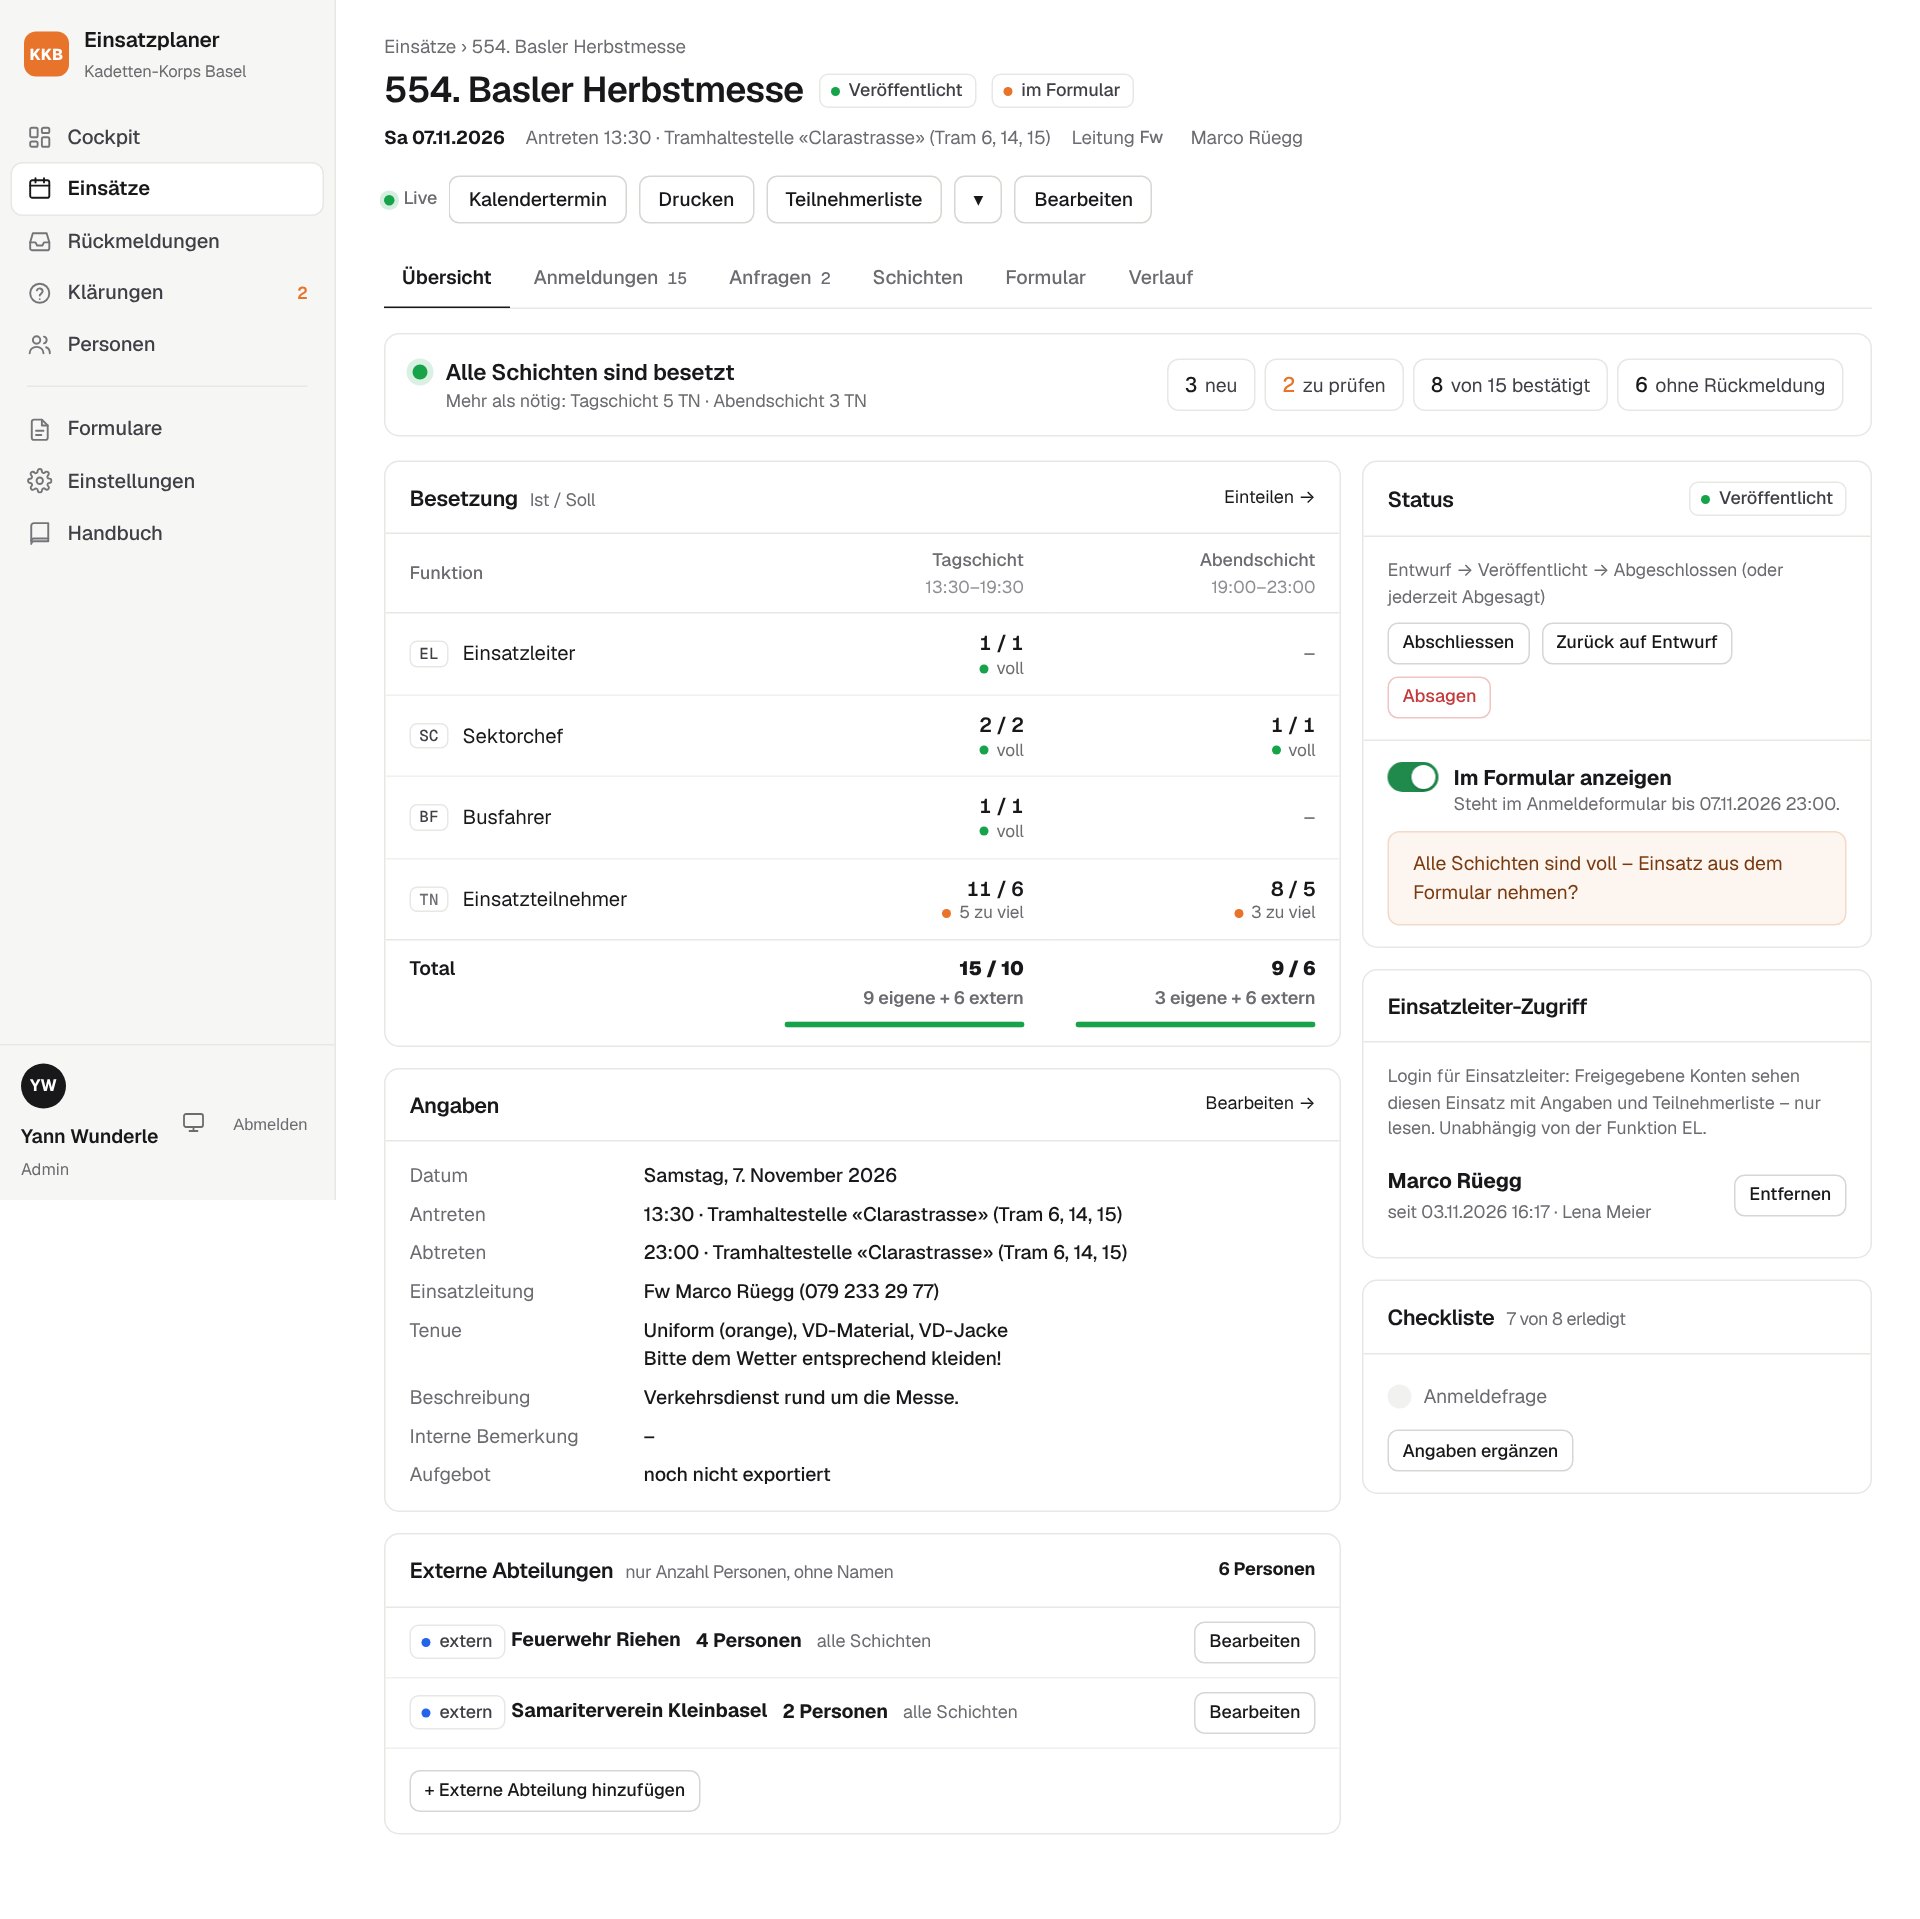 KKB
Einsatzplaner
Kadetten-Korps Basel
Cockpit
Einsätze
Rückmeldungen
Klärungen 2
Personen
Formulare
Einstellungen
Handbuch
YW
Yann Wunderle
Admin
Abmelden
Einsätze › 554. Basler Herbstmesse
554. Basler Herbstmesse Veröffentlicht im Formular
Sa 07.11.2026 Antreten 13:30 · Tramhaltestelle «Clarastrasse» (Tram 6, 14, 15) Leitung Fw Marco Rüegg
Live Kalendertermin Drucken Teilnehmerliste ▼ Bearbeiten
Übersicht Anmeldungen 15 Anfragen 2 Schichten Formular Verlauf
Alle Schichten sind besetzt
Mehr als nötig: Tagschicht 5 TN · Abendschicht 3 TN
3 neu 2 zu prüfen 8 von 15 bestätigt 6 ohne Rückmeldung
Besetzung Ist / Soll Einteilen →
Funktion Tagschicht Abendschicht
13:30–19:30 19:00–23:00
EL Einsatzleiter 1 / 1 –
voll
SC Sektorchef 2 / 2 1 / 1
voll voll
BF Busfahrer 1 / 1 –
voll
TN Einsatzteilnehmer 11 / 6 8 / 5
5 zu viel 3 zu viel
Total 15 / 10 9 / 6
9 eigene + 6 extern 3 eigene + 6 extern
Angaben Bearbeiten →
Datum Samstag, 7. November 2026
Antreten 13:30 · Tramhaltestelle «Clarastrasse» (Tram 6, 14, 15)
Abtreten 23:00 · Tramhaltestelle «Clarastrasse» (Tram 6, 14, 15)
Einsatzleitung Fw Marco Rüegg (079 233 29 77)
Tenue Uniform (orange), VD-Material, VD-Jacke
Bitte dem Wetter entsprechend kleiden!
Beschreibung Verkehrsdienst rund um die Messe.
Interne Bemerkung –
Aufgebot noch nicht exportiert
Externe Abteilungen nur Anzahl Personen, ohne Namen 6 Personen
extern Feuerwehr Riehen 4 Personen alle Schichten Bearbeiten
extern Samariterverein Kleinbasel 2 Personen alle Schichten Bearbeiten
+ Externe Abteilung hinzufügen
Status Veröffentlicht
Entwurf → Veröffentlicht → Abgeschlossen (oder
jederzeit Abgesagt)
Abschliessen Zurück auf Entwurf
Absagen
Im Formular anzeigen
Steht im Anmeldeformular bis 07.11.2026 23:00.
Alle Schichten sind voll – Einsatz aus dem
Formular nehmen?
Einsatzleiter-Zugriff
Login für Einsatzleiter: Freigegebene Konten sehen
diesen Einsatz mit Angaben und Teilnehmerliste – nur
lesen. Unabhängig von der Funktion EL.
Marco Rüegg
seit 03.11.2026 16:17 · Lena Meier
Entfernen
Checkliste 7 von 8 erledigt
Anmeldefrage
Angaben ergänzen